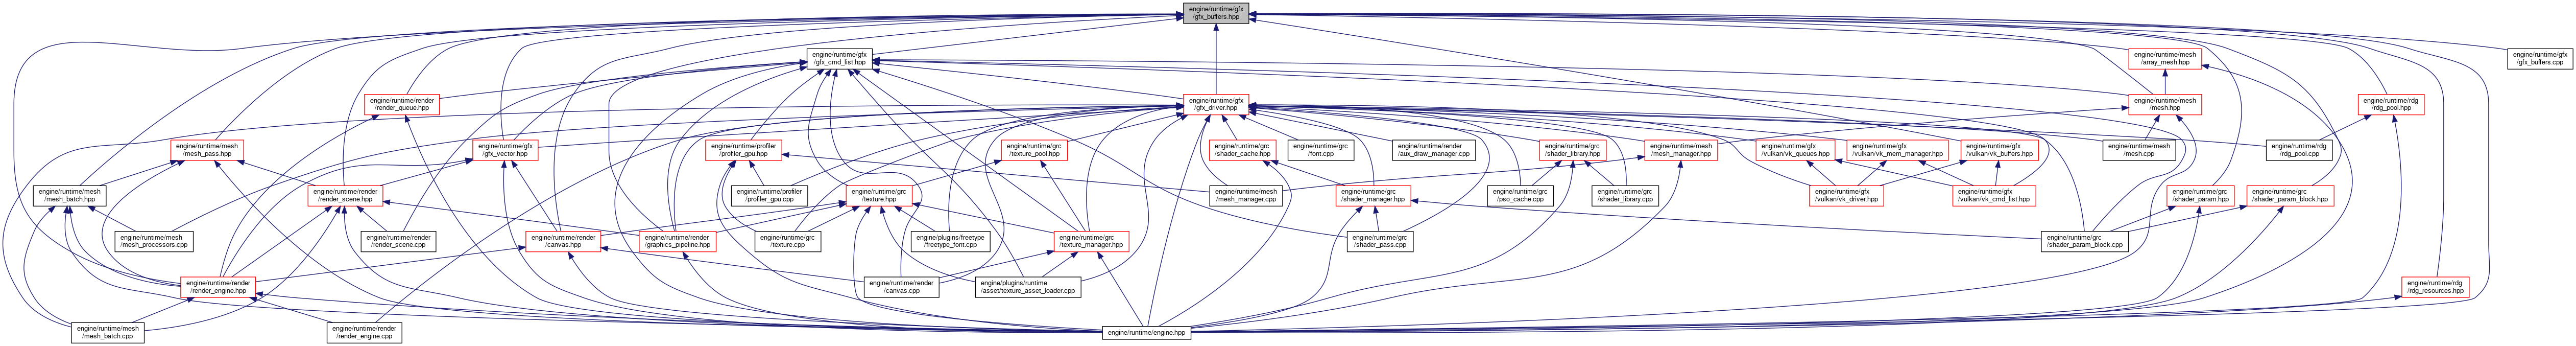 engine/runtime/gfx
/gfx_buffers.hpp
engine/runtime/gfx
/gfx_cmd_list.hpp
engine/runtime/mesh
/array_mesh.hpp
engine/runtime/gfx
/gfx_buffers.cpp
engine/runtime/render
/render_queue.hpp
engine/runtime/gfx
/gfx_driver.hpp
engine/runtime/mesh
/mesh.hpp
engine/runtime/rdg
/rdg_pool.hpp
engine/runtime/mesh
/mesh_pass.hpp
engine/runtime/gfx
/gfx_vector.hpp
engine/runtime/profiler
/profiler_gpu.hpp
engine/runtime/grc
/texture_pool.hpp
engine/runtime/grc
/shader_cache.hpp
engine/runtime/grc
/font.cpp
engine/runtime/render
/aux_draw_manager.cpp
engine/runtime/grc
/shader_library.hpp
engine/runtime/mesh
/mesh_manager.hpp
engine/runtime/gfx
/vulkan/vk_queues.hpp
engine/runtime/gfx
/vulkan/vk_mem_manager.hpp
engine/runtime/gfx
/vulkan/vk_buffers.hpp
engine/runtime/mesh
/mesh.cpp
engine/runtime/rdg
/rdg_pool.cpp
engine/runtime/mesh
/mesh_batch.hpp
engine/runtime/render
/render_scene.hpp
engine/runtime/profiler
/profiler_gpu.cpp
engine/runtime/grc
/texture.hpp
engine/runtime/mesh
/mesh_manager.cpp
engine/runtime/grc
/shader_manager.hpp
engine/runtime/grc
/pso_cache.cpp
engine/runtime/grc
/shader_library.cpp
engine/runtime/gfx
/vulkan/vk_driver.hpp
engine/runtime/gfx
/vulkan/vk_cmd_list.hpp
engine/runtime/grc
/shader_param.hpp
engine/runtime/grc
/shader_param_block.hpp
engine/runtime/mesh
/mesh_processors.cpp
engine/runtime/render
/render_scene.cpp
engine/runtime/render
/canvas.hpp
engine/runtime/render
/graphics_pipeline.hpp
engine/runtime/grc
/texture.cpp
engine/plugins/freetype
/freetype_font.cpp
engine/runtime/grc
/texture_manager.hpp
engine/runtime/grc
/shader_pass.cpp
engine/runtime/grc
/shader_param_block.cpp
engine/runtime/render
/render_engine.hpp
engine/runtime/render
/canvas.cpp
engine/plugins/runtime
/asset/texture_asset_loader.cpp
engine/runtime/rdg
/rdg_resources.hpp
engine/runtime/mesh
/mesh_batch.cpp
engine/runtime/render
/render_engine.cpp
engine/runtime/engine.hpp